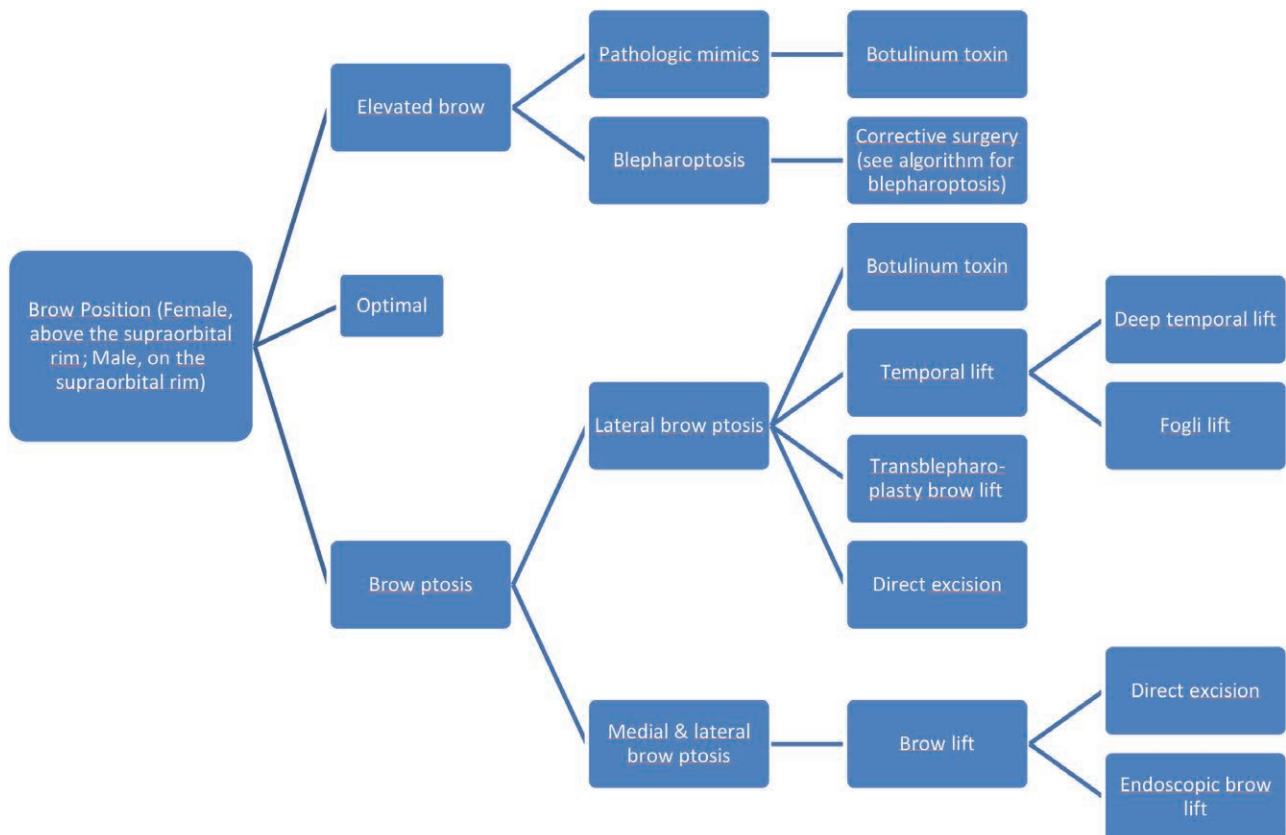 Pathologic mimics
Botulinum toxin
Elevated brow
Blepharoptosis
Corrective surgery
(see algorithm for
blepharoptosis)
Brow Position (Female,
above the supraorbital
rim; Male, on the
supraorbital rim)
Optimal
Botulinum toxin
Deep temporal lift
Temporal lift
Fogli lift
Lateral brow ptosis
Transblepharo-
plasty brow lift
Direct excision
Brow ptosis
Medial & lateral
brow ptosis
Brow lift
Direct excision
Endoscopic brow
lift